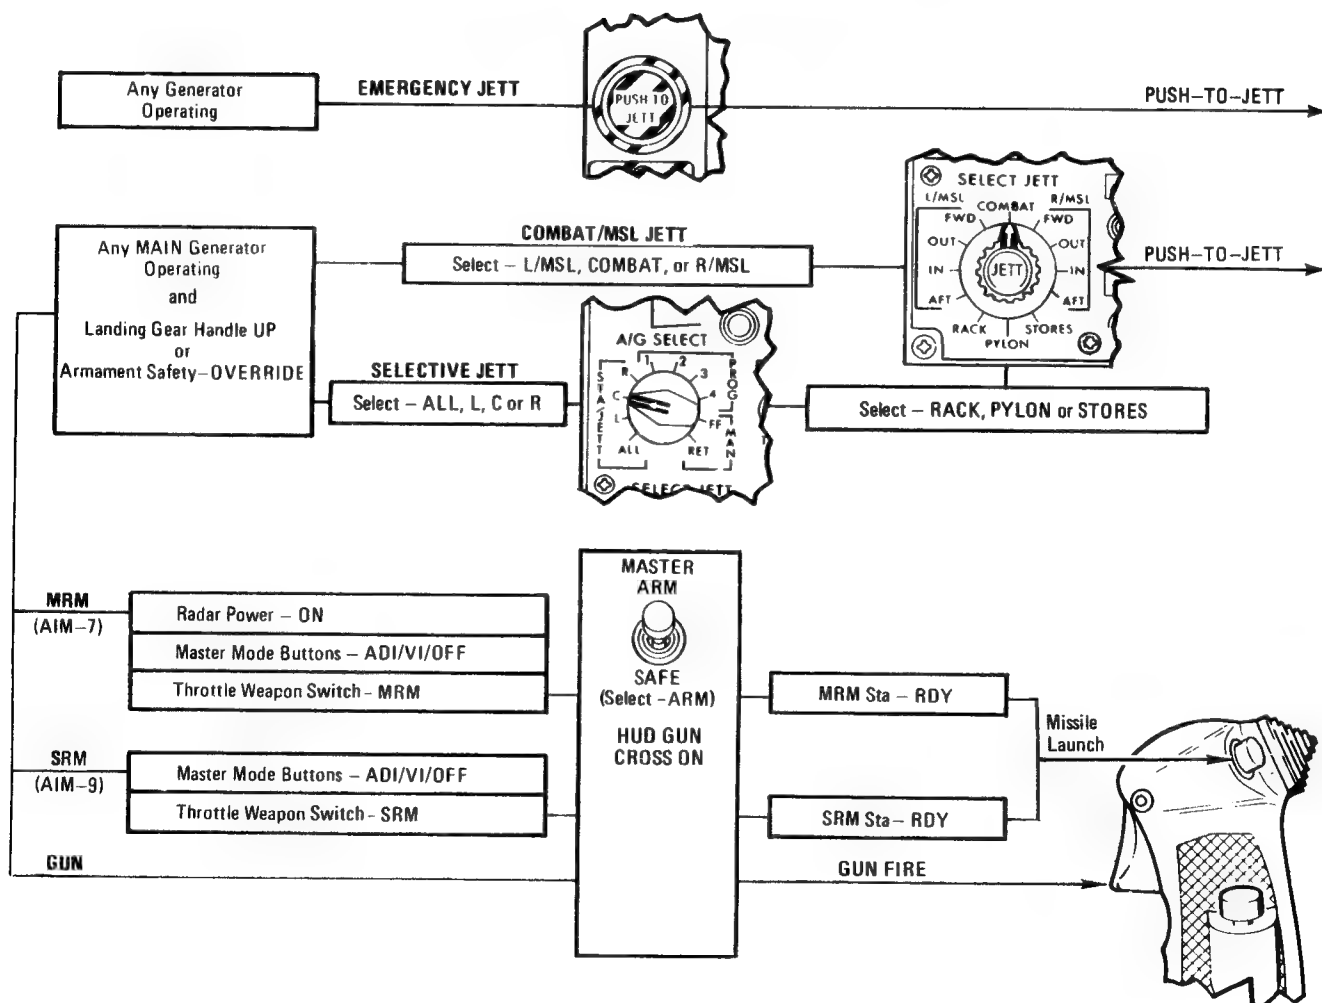 Any Generator
Operating
EMERGENCY JETT
PUSH TO
JETT
PUSH-TO-JETT
Any MAIN Generator
Operating
and
Landing Gear Handle UP
or
Armament Safety-OVERRIDE
COMBAT/MSL JETT
Select - L/MSL, COMBAT, or R/MSL
SELECT JETT
L/MSL
R/MSL
COMBAT
FWD
FWD
OUT
OUT
IN
JETT
IN
AFT
AFT
RACK
STORES
PYLON
PUSH-TO-JETT
SELECTIVE JETT
Select - ALL, L, C or R
A/G SELECT
1
2
3
4
R
C
L
ALL
FF
RET
STA JETT
PROG
MAN
SELECT JETT
Select - RACK, PYLON or STORES
MRM
(AIM-7)
Radar Power - ON
Master Mode Buttons - ADI/VI/OFF
Throttle Weapon Switch - MRM
SRM
(AIM-9)
Master Mode Buttons - ADI/VI/OFF
Throttle Weapon Switch - SRM
GUN
MASTER
ARM
SAFE
(Select - ARM)
HUD GUN
CROSS ON
MRM Sta - RDY
SRM Sta - RDY
Missile
Launch
GUN FIRE